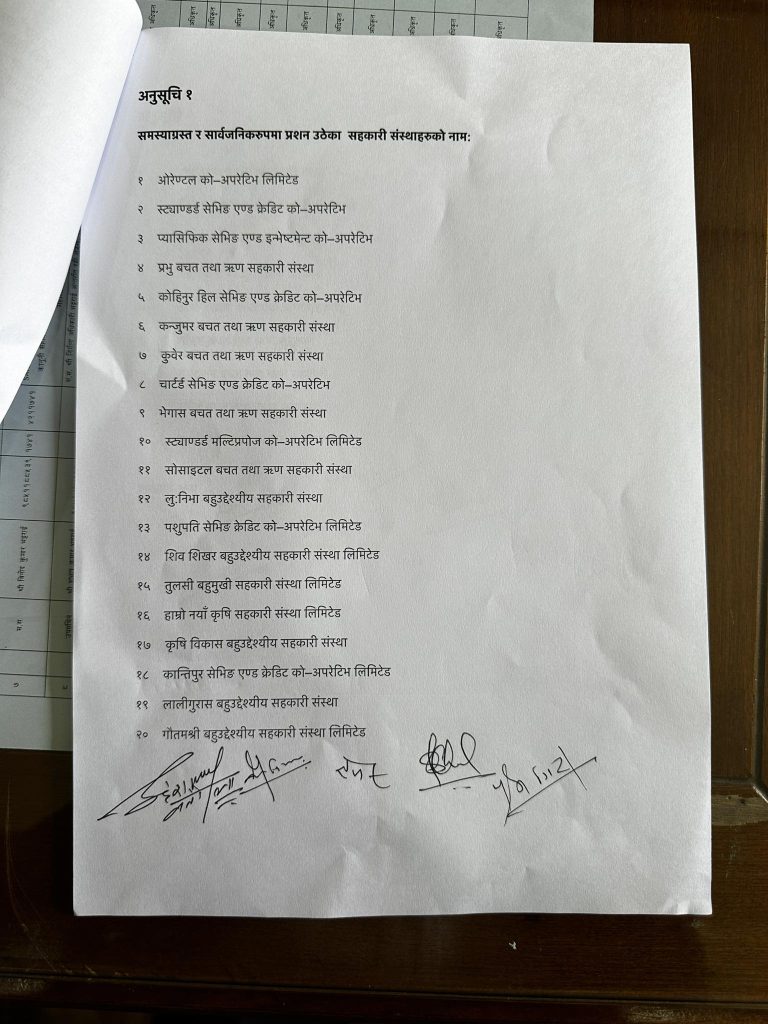 अनुसूचि १
समस्याग्रस्त र सार्वजनिकरुपमा प्रशन उठेका सहकारी संस्थाहरुको नाम:
१ ओरेण्टल को–अपरेटिभ लिमिटेड
२ स्ट्याण्डर्ड सेभिङ एण्ड क्रेडिट को–अपरेटिभ
३ प्यासिफिक सेभिङ एण्ड इन्भेष्टमेन्ट को–अपरेटिभ
४ प्रभु बचत तथा ऋण सहकारी संस्था
५ कोहिनुर हिल सेभिङ एण्ड क्रेडिट को–अपरेटिभ
६ कन्जुमर बचत तथा ऋण सहकारी संस्था
७ कुवेर बचत तथा ऋण सहकारी संस्था
८ चार्टर्ड सेभिङ एण्ड क्रेडिट को–अपरेटिभ
९ भेगास बचत तथा ऋण सहकारी संस्था
१० स्ट्याण्डर्ड मल्टिप्रपोज को–अपरेटिभ लिमिटेड
११ सोसाइटल बचत तथा ऋण सहकारी संस्था
१२ लु:निभा बहुउद्देश्यीय सहकारी संस्था
१३ पशुपति सेभिङ क्रेडिट को–अपरेटिभ लिमिटेड
१४ शिव शिखर बहुउद्देश्यीय सहकारी संस्था लिमिटेड
१५ तुलसी बहुमुखी सहकारी संस्था लिमिटेड
१६ हाम्रो नयाँ कृषि सहकारी संस्था लिमिटेड
१७ कृषि विकास बहुउद्देश्यीय सहकारी संस्था
१८ कान्तिपुर सेभिङ एण्ड क्रेडिट को–अपरेटिभ लिमिटेड
१९ लालीगुरास बहुउद्देश्यीय सहकारी संस्था
२० गौतमश्री बहुउद्देश्यीय सहकारी संस्था लिमिटेड